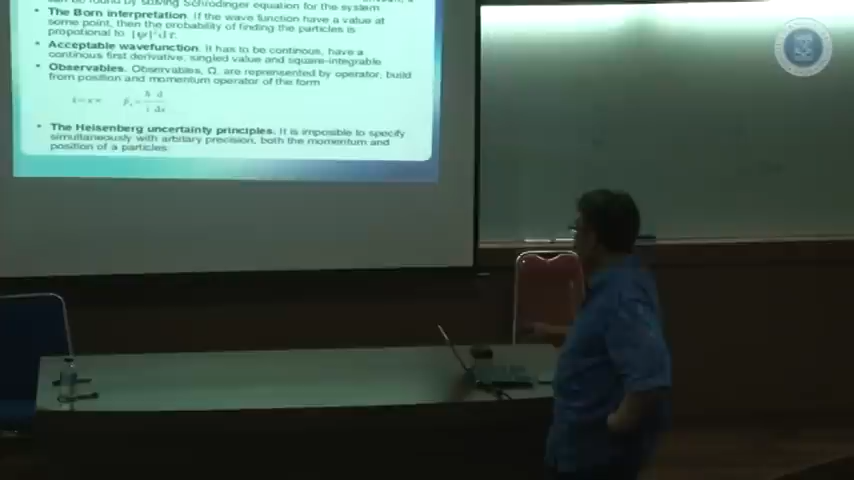 can be found by solving Schrodinger equation for the system
• The Born interpretation. If the wave function have a value at
some point, then the probability of finding the particles is
propotional to |ψ|²dτ.
• Acceptable wavefunction. It has to be continous, have a
continous first derivative, singled value and square-integrable
• Observables. Observables, Ω, are reprensented by operator, build
from position and momentum operator of the form
• The Heisenberg uncertainty principles. It is imposible to specify
simultaneously with arbitary precision, both the momentum and
position of a particles